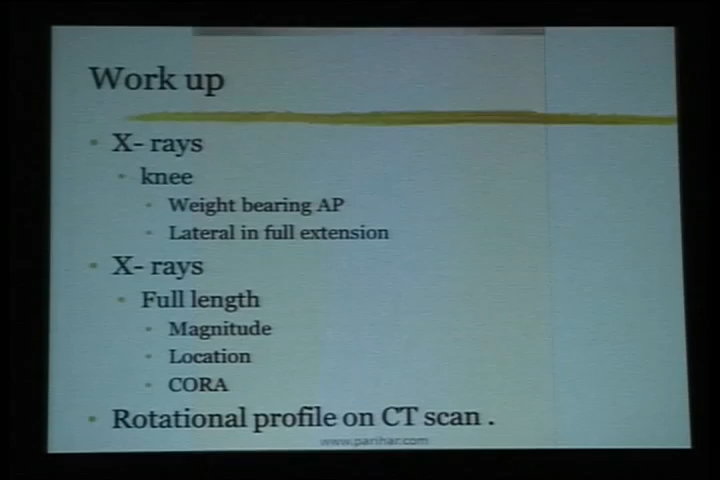 Work up
• X- rays
• knee
• Weight bearing AP
• Lateral in full extension
• X- rays
• Full length
• Magnitude
• Location
• CORA
• Rotational profile on CT scan .
www.parihar.com